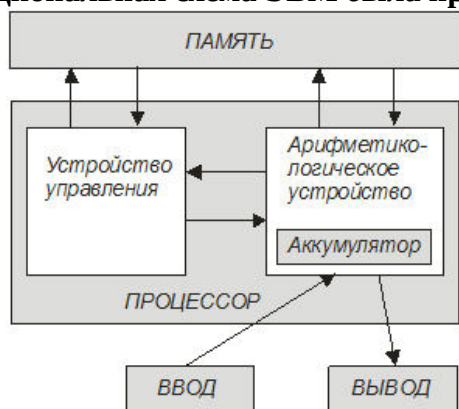 ПАМЯТЬ
Устройство
управления
Арифметико-
логическое
устройство
Аккумулятор
ПРОЦЕССОР
ВВОД
ВЫВОД